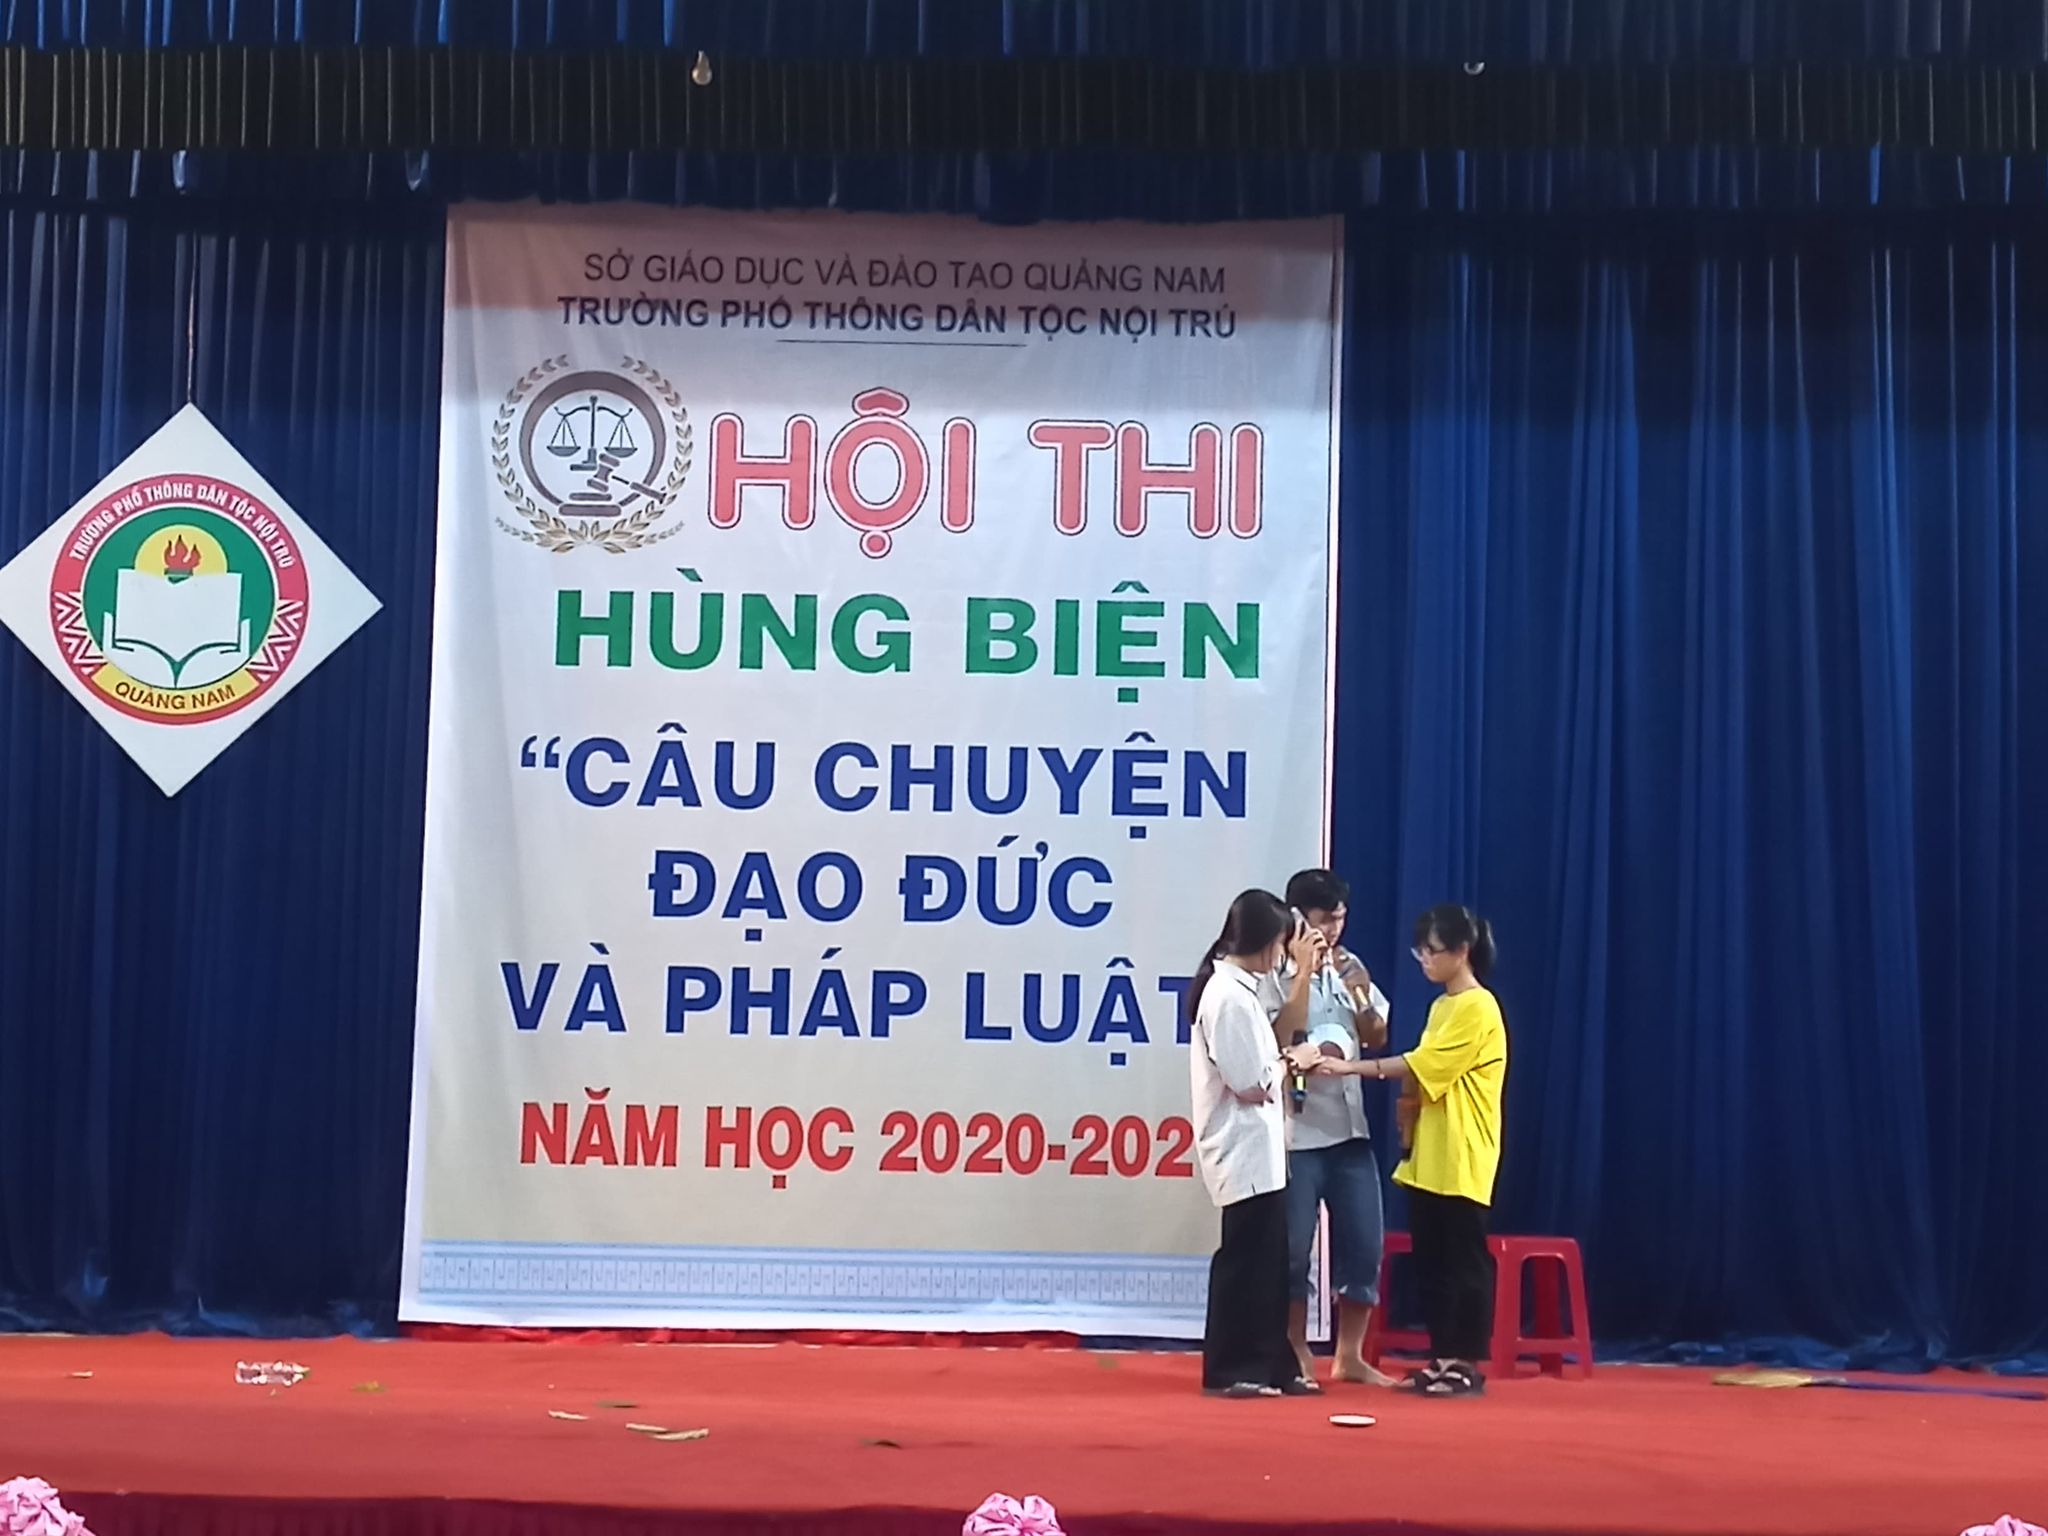 SỞ GIÁO DỤC VÀ ĐÀO TẠO QUẢNG NAM
TRƯỜNG PHỔ THÔNG DÂN TỘC NỘI TRÚ
HỘI THI
HÙNG BIỆN
“CÂU CHUYỆN
ĐẠO ĐỨC
VÀ PHÁP LUẬT
NĂM HỌC 2020-202
TRƯỜNG PHỔ THÔNG DÂN TỘC NỘI TRÚ
QUẢNG NAM